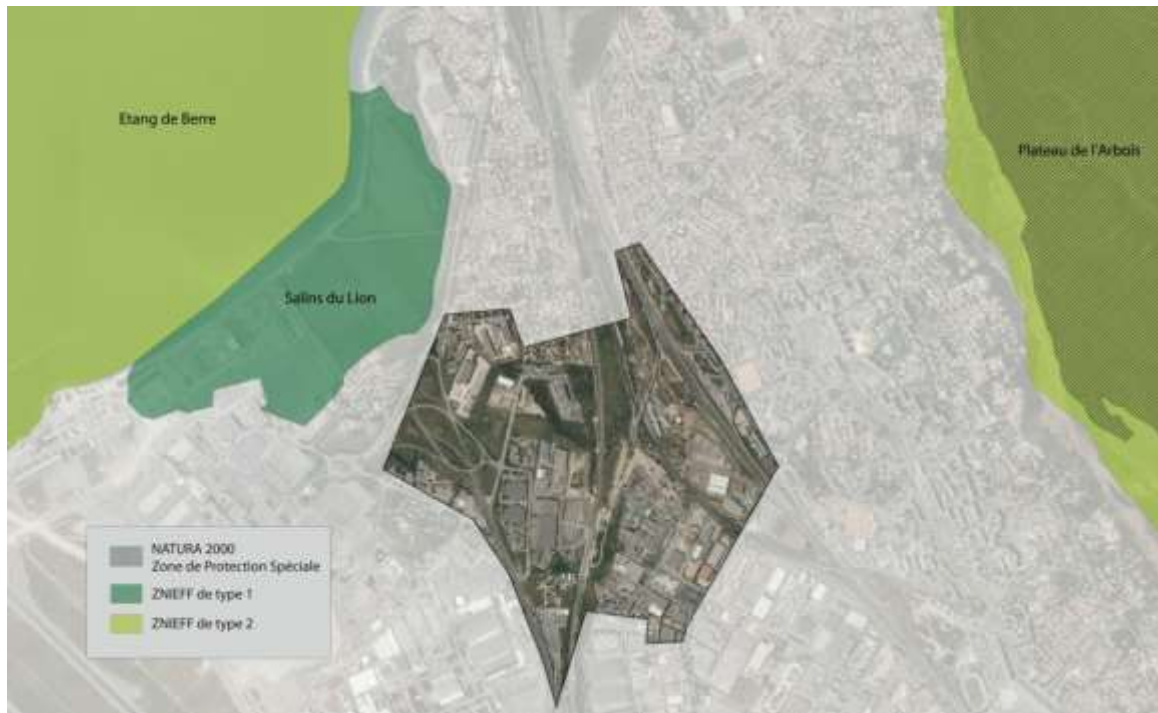 Etang de Berre
Plateau de l'Arbois
Salins du Lion
NATURA 2000
Zone de Protection Spéciale
ZNIEFF de type 1
ZNIEFF de type 2